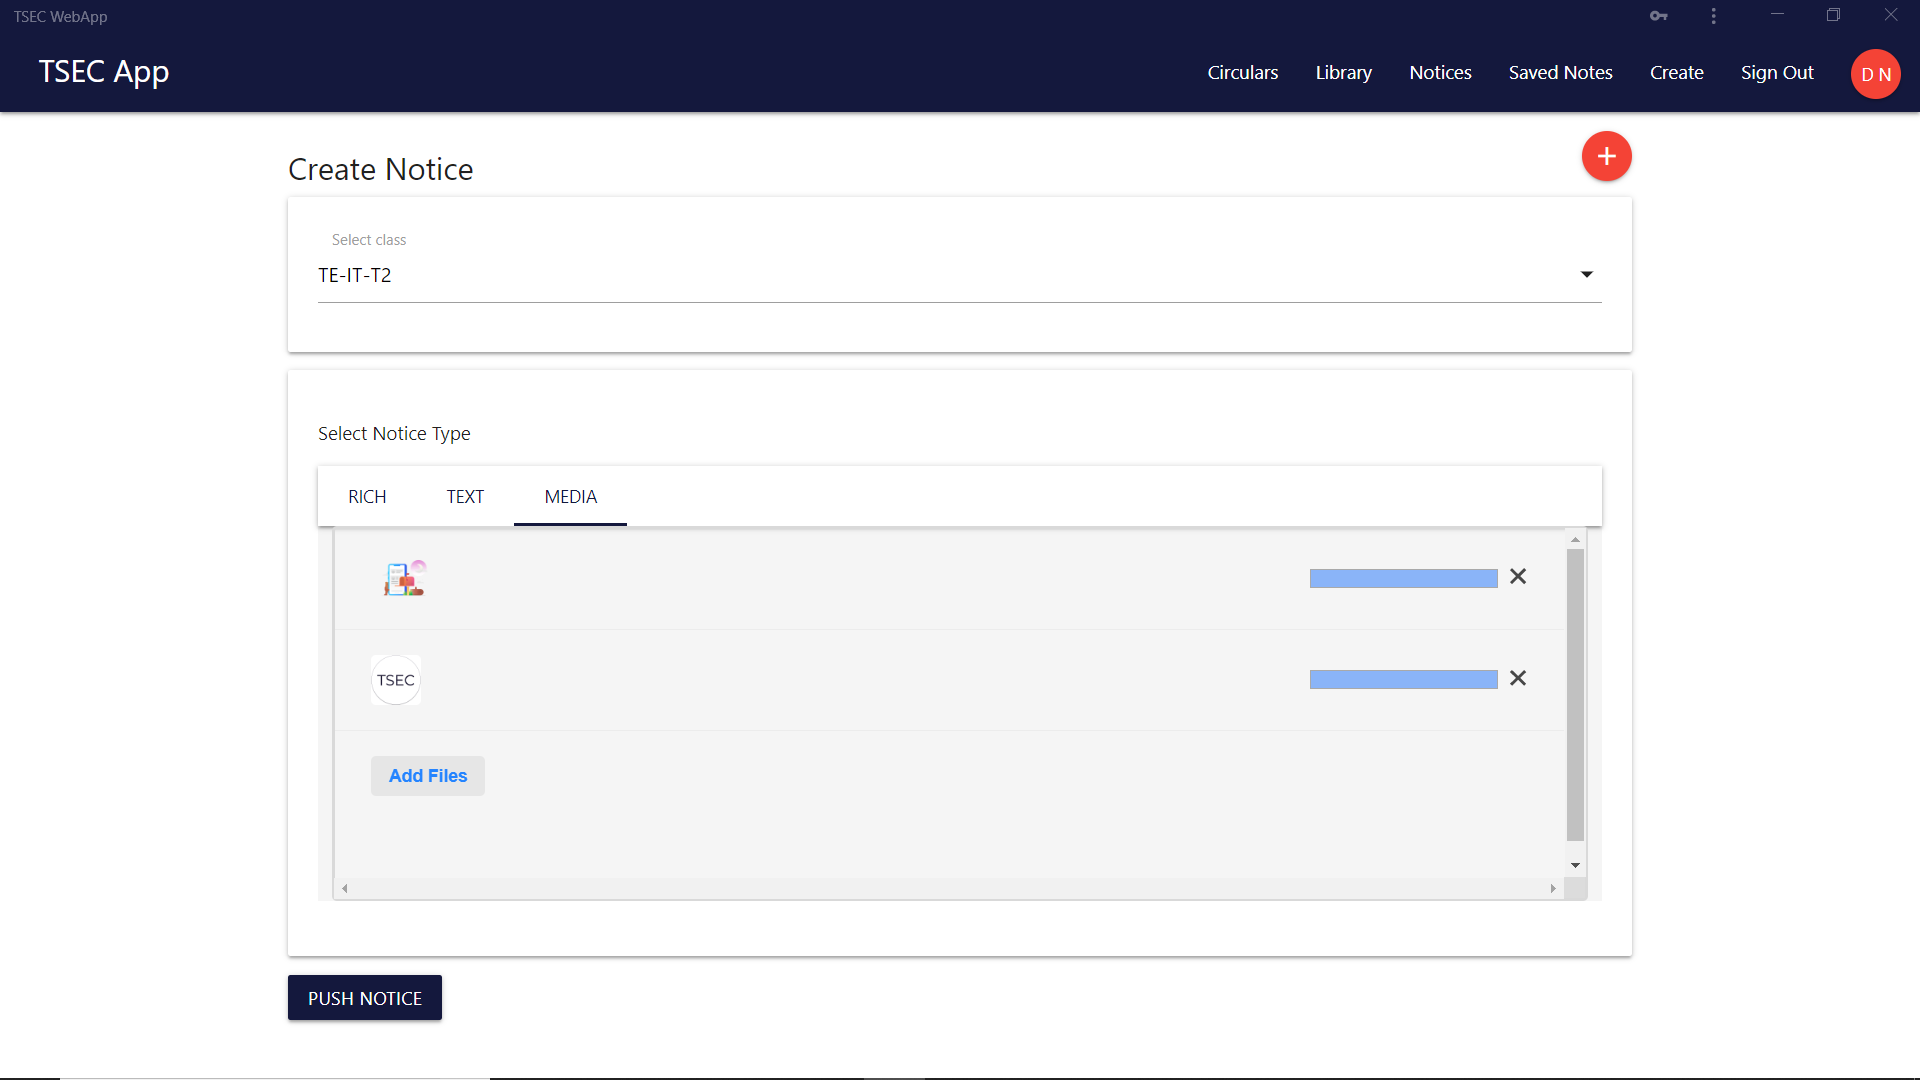 TSEC WebApp
TSEC App
Circulars Library Notices Saved Notes Create Sign Out D N
Create Notice
Select class
TE-IT-T2
Select Notice Type
RICH TEXT MEDIA
TSEC
Add Files
PUSH NOTICE